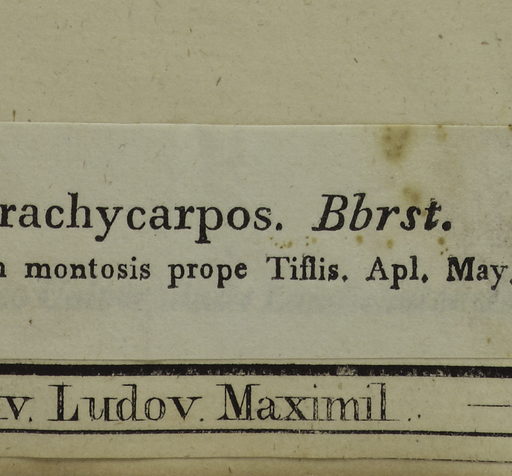 rachycarpos. Bbrst.
n montosis prope Tiflis. Apl. May.
v. Ludov. Maximil.